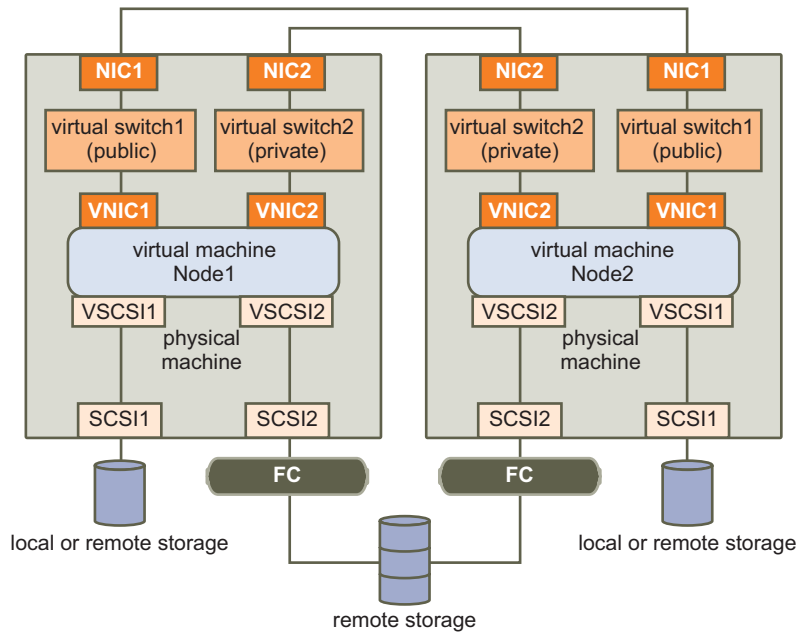 NIC1
NIC2
NIC2
NIC1
virtual switch1
(public)
virtual switch2
(private)
virtual switch2
(private)
virtual switch1
(public)
VNIC1
VNIC2
VNIC2
VNIC1
virtual machine
Node1
virtual machine
Node2
VSCSI1
VSCSI2
VSCSI2
VSCSI1
physical
machine
physical
machine
SCSI1
SCSI2
SCSI2
SCSI1
FC
FC
local or remote storage
local or remote storage
remote storage